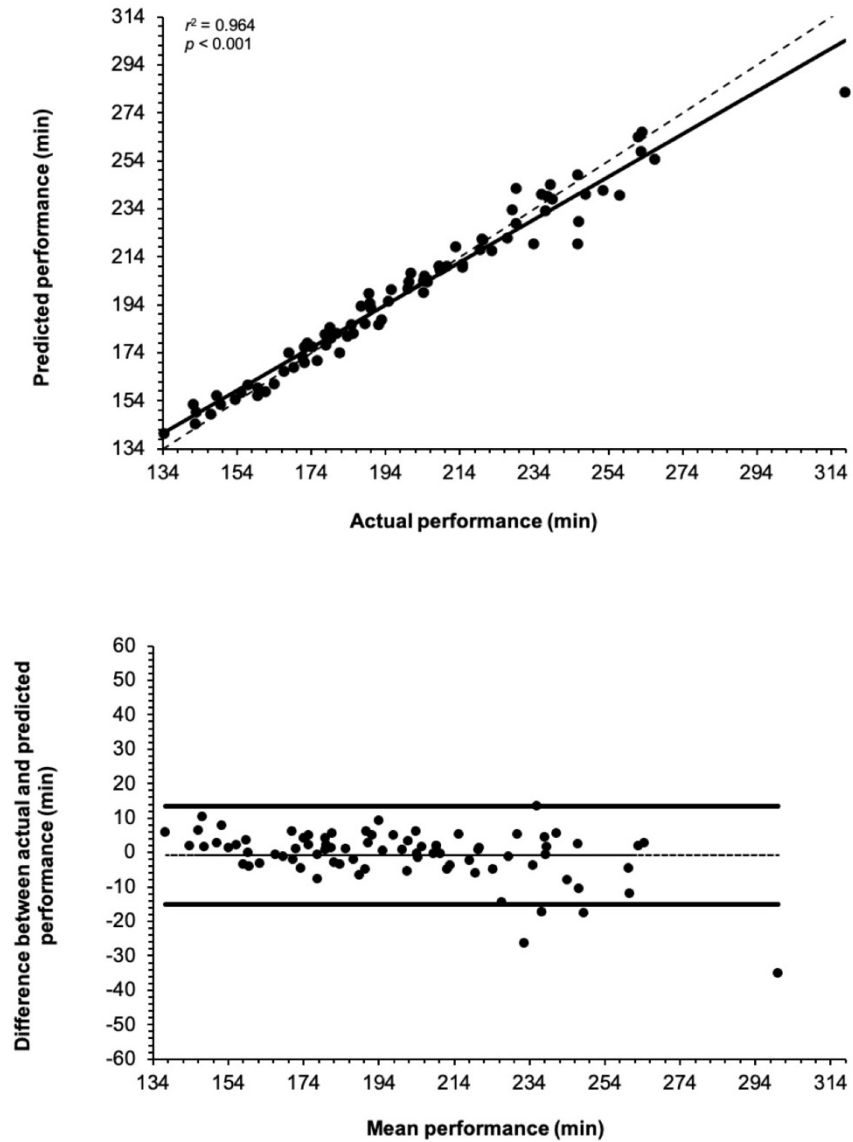 r² = 0.964
p < 0.001
314
294
274
254
234
214
194
174
154
134
134 154 174 194 214 234 254 274 294 314
Predicted performance (min)
Actual performance (min)
60
50
40
30
20
10
0
-10
-20
-30
-40
-50
-60
134 154 174 194 214 234 254 274 294 314
Difference between actual and predicted
performance (min)
Mean performance (min)